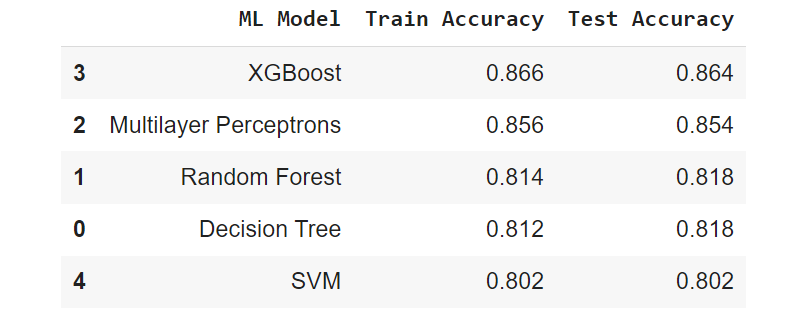 ML Model Train Accuracy Test Accuracy
3 XGBoost 0.866 0.864
2 Multilayer Perceptrons 0.856 0.854
1 Random Forest 0.814 0.818
0 Decision Tree 0.812 0.818
4 SVM 0.802 0.802